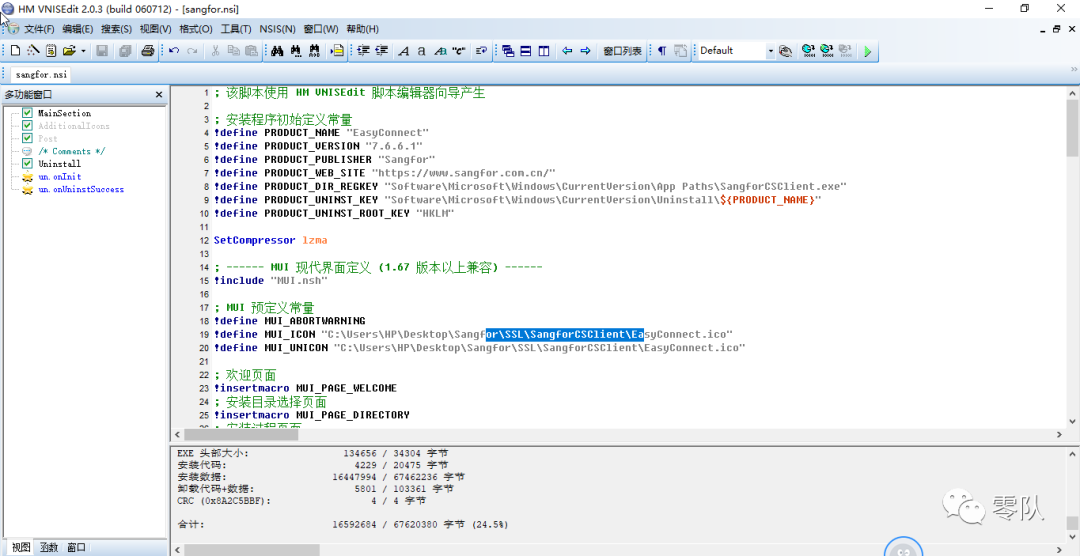 HM VNISEdit 2.0.3 (build 060712) - [sangfor.nsi]
文件(F) 编辑(E) 搜索(S) 视图(V) 格式(O) 工具(T) NSIS(N) 窗口(W) 帮助(H)
A a Aa "C" 窗口列表 Default
sangfor.nsi
多功能窗口
MainSection
AdditionalIcons
Post
/* Comments */
Uninstall
un.onInit
un.onUninstSuccess
1 ; 该脚本使用 HM VNISEdit 脚本编辑器向导产生
2
3 ; 安装程序初始定义常量
4 !define PRODUCT_NAME "EasyConnect"
5 !define PRODUCT_VERSION "7.6.6.1"
6 !define PRODUCT_PUBLISHER "Sangfor"
7 !define PRODUCT_WEB_SITE "https://www.sangfor.com.cn/"
8 !define PRODUCT_DIR_REGKEY "Software\Microsoft\Windows\CurrentVersion\App Paths\SangforCSClient.exe"
9 !define PRODUCT_UNINST_KEY "Software\Microsoft\Windows\CurrentVersion\Uninstall\${PRODUCT_NAME}"
10 !define PRODUCT_UNINST_ROOT_KEY "HKLM"
11
12 SetCompressor lzma
13
14 ; ------ MUI 现代界面定义 (1.67 版本以上兼容) ------
15 !include "MUI.nsh"
16
17 ; MUI 预定义常量
18 !define MUI_ABORTWARNING
19 !define MUI_ICON "C:\Users\HP\Desktop\Sangfor\SSL\SangforCSClient\EasyConnect.ico"
20 !define MUI_UNICON "C:\Users\HP\Desktop\Sangfor\SSL\SangforCSClient\EasyConnect.ico"
21
22 ; 欢迎页面
23 !insertmacro MUI_PAGE_WELCOME
24 ; 安装目录选择页面
25 !insertmacro MUI_PAGE_DIRECTORY
26 ; 安装过程页面
EXE 头部大小: 134656 / 34304 字节
安装代码: 4229 / 20475 字节
安装数据: 16447994 / 67462236 字节
卸载代码+数据: 5801 / 103361 字节
CRC (0x8A2C5BBF): 4 / 4 字节
合计: 16592684 / 67620380 字节 (24.5%)
零队
视图 函数 窗口